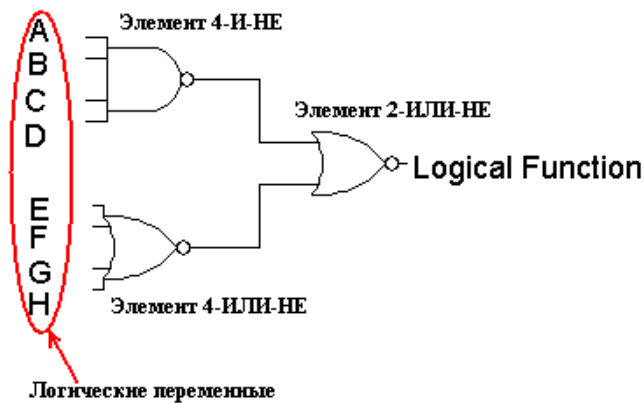 Элемент 4-И-НЕ
A
B
C
D
Элемент 2-ИЛИ-НЕ
Logical Function
E
F
G
H
Элемент 4-ИЛИ-НЕ
Логические переменные